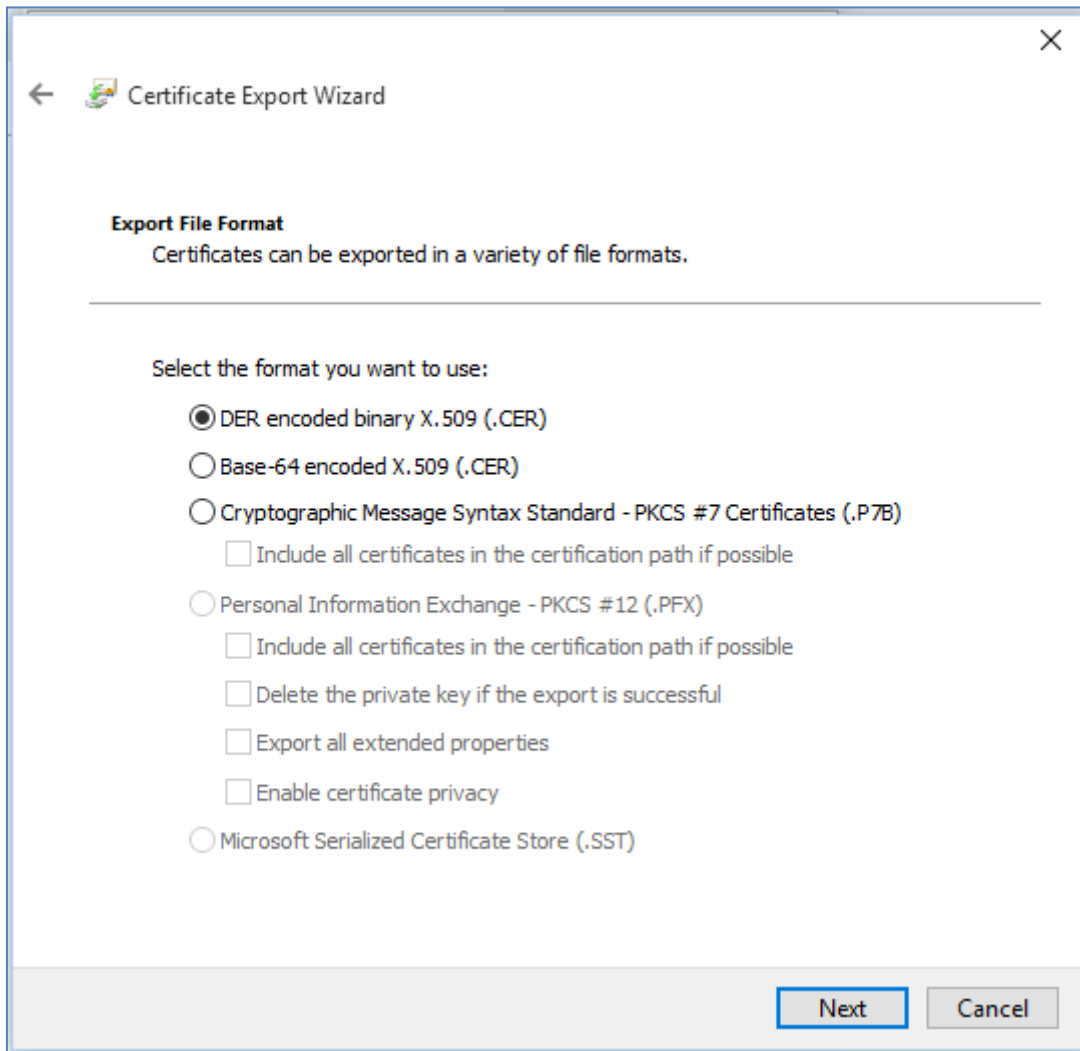 Certificate Export Wizard
Export File Format
Certificates can be exported in a variety of file formats.
Select the format you want to use:
DER encoded binary X.509 (.CER)
Base-64 encoded X.509 (.CER)
Cryptographic Message Syntax Standard - PKCS #7 Certificates (.P7B)
Include all certificates in the certification path if possible
Personal Information Exchange - PKCS #12 (.PFX)
Include all certificates in the certification path if possible
Delete the private key if the export is successful
Export all extended properties
Enable certificate privacy
Microsoft Serialized Certificate Store (.SST)
Next Cancel